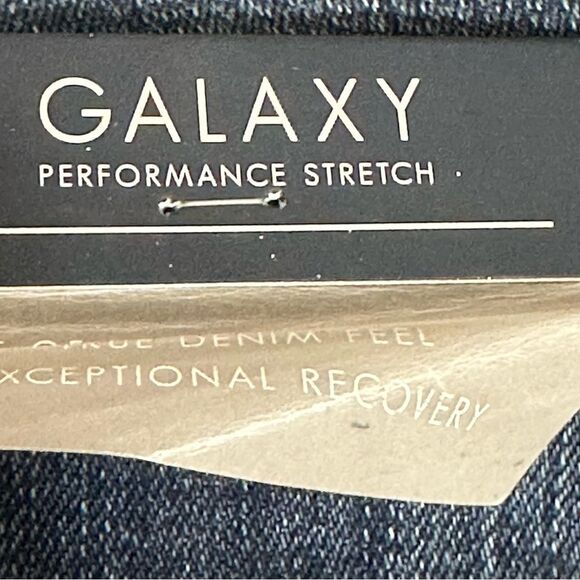 GALAXY
PERFORMANCE STRETCH
DENIM FEEL
XCEPTIONAL RECOVERY